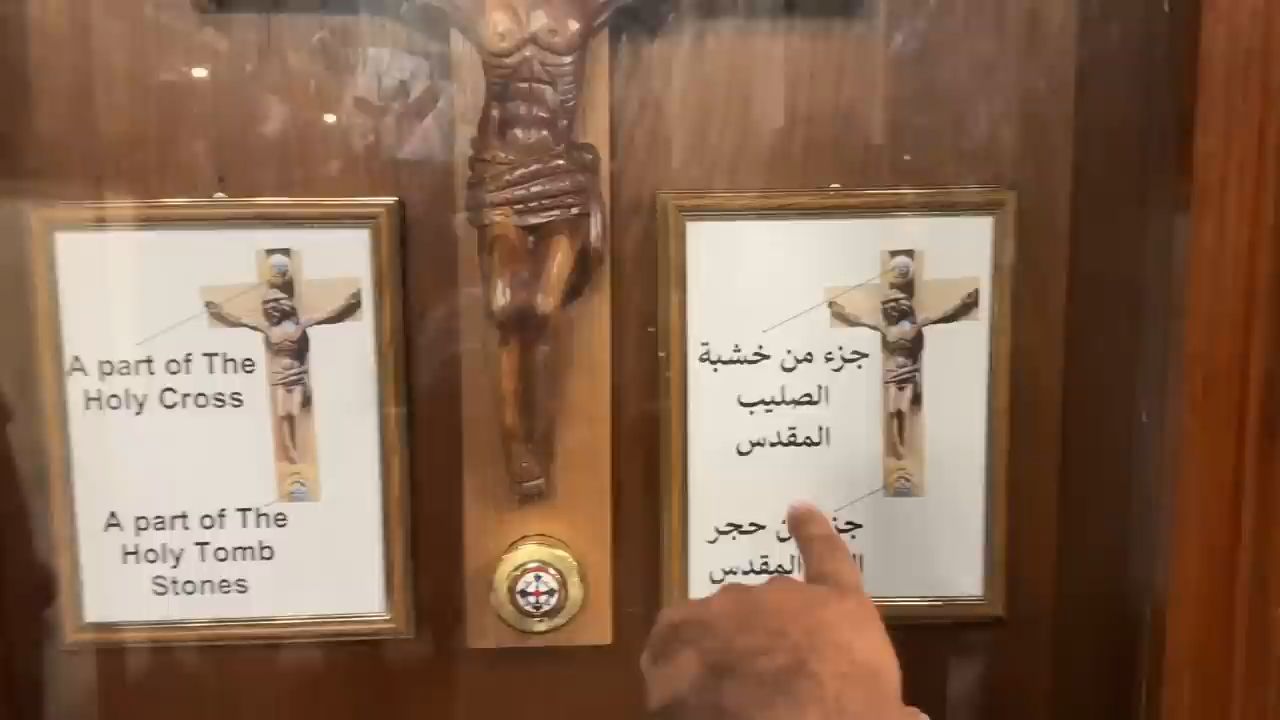 A part of The
Holy Cross
A part of The
Holy Tomb
Stones
جزء من خشبة
الصليب
المقدس
حجر
المقدس